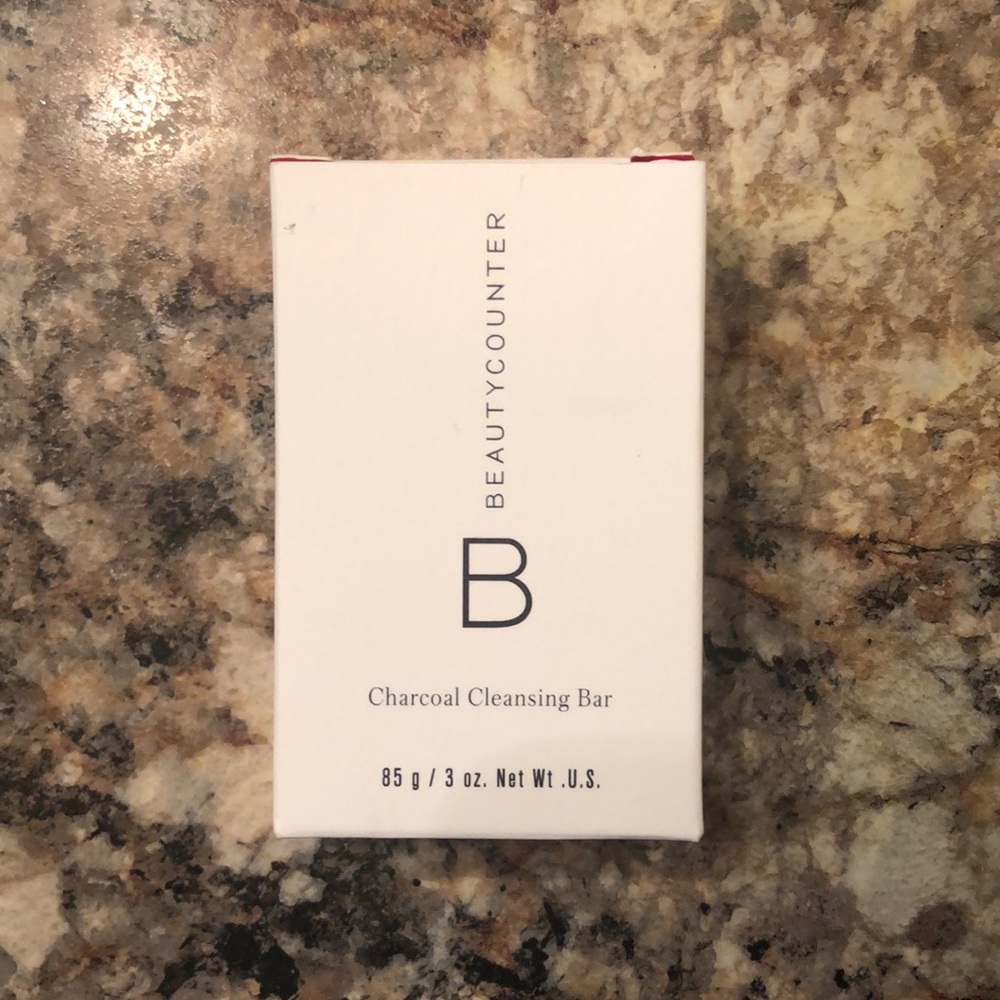 BEAUTYCOUNTER
B
Charcoal Cleansing Bar
85 g / 3 oz. Net Wt .U.S.